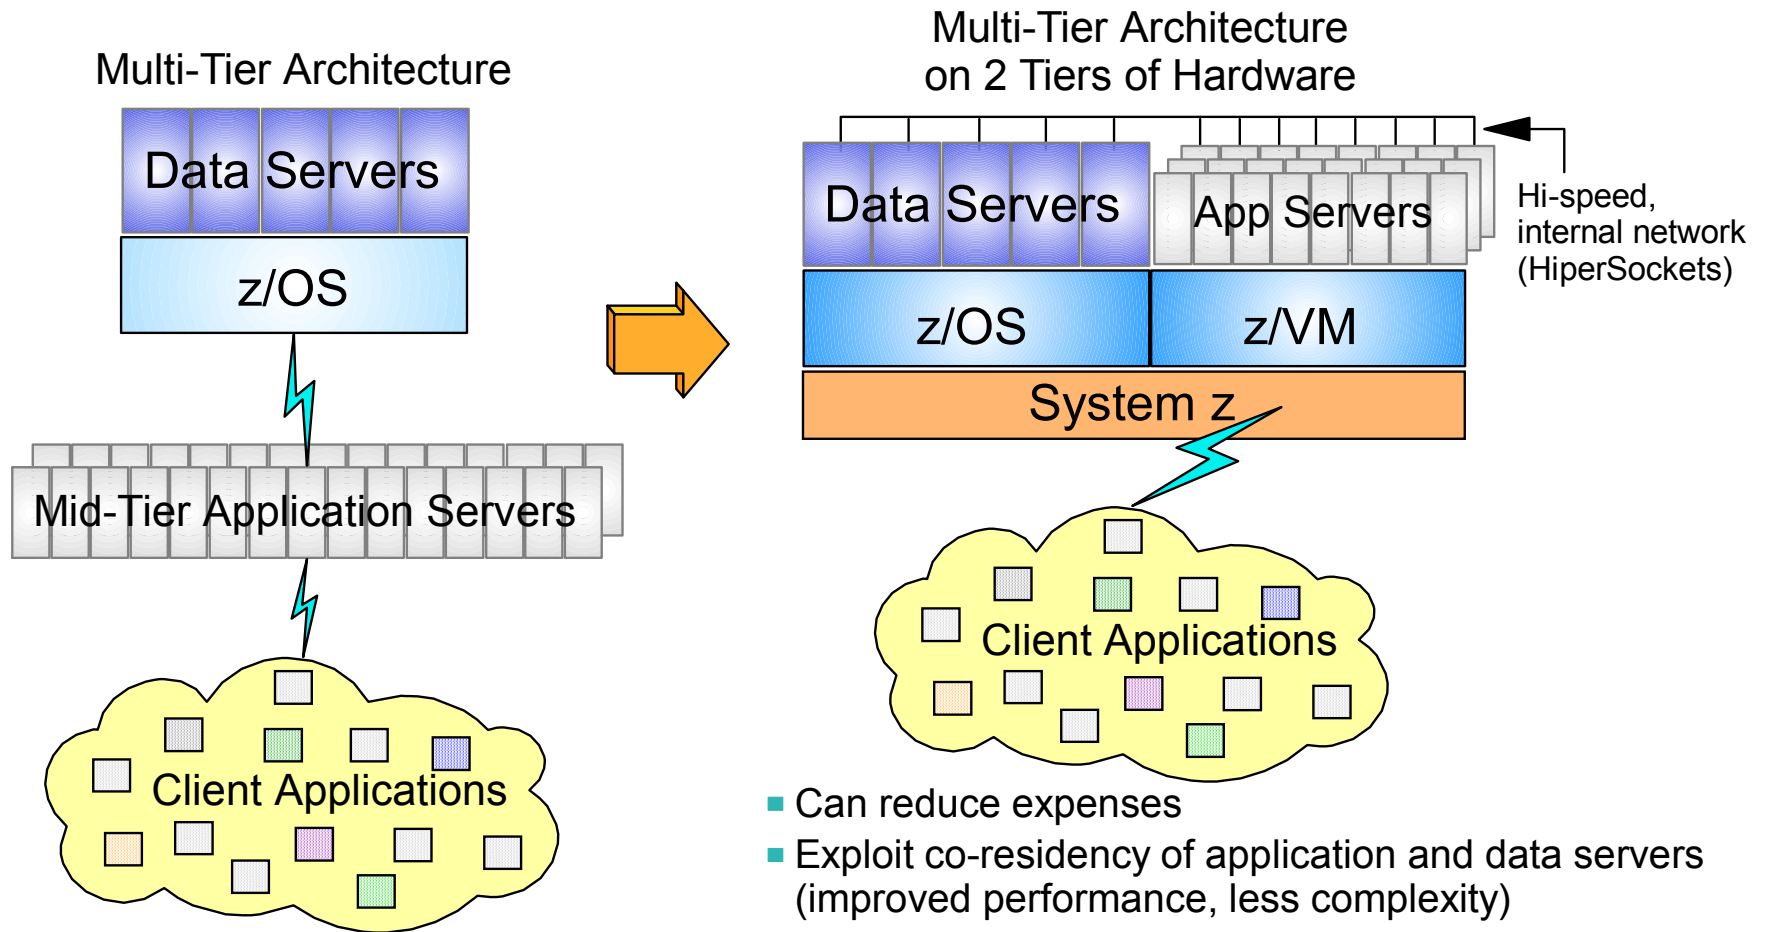 Multi-Tier Architecture
Data Servers
z/OS
Mid-Tier Application Servers
Client Applications
Multi-Tier Architecture
on 2 Tiers of Hardware
Data Servers
App Servers
Hi-speed,
internal network
(HiperSockets)
z/OS
z/VM
System z
Client Applications
Can reduce expenses
Exploit co-residency of application and data servers
(improved performance, less complexity)